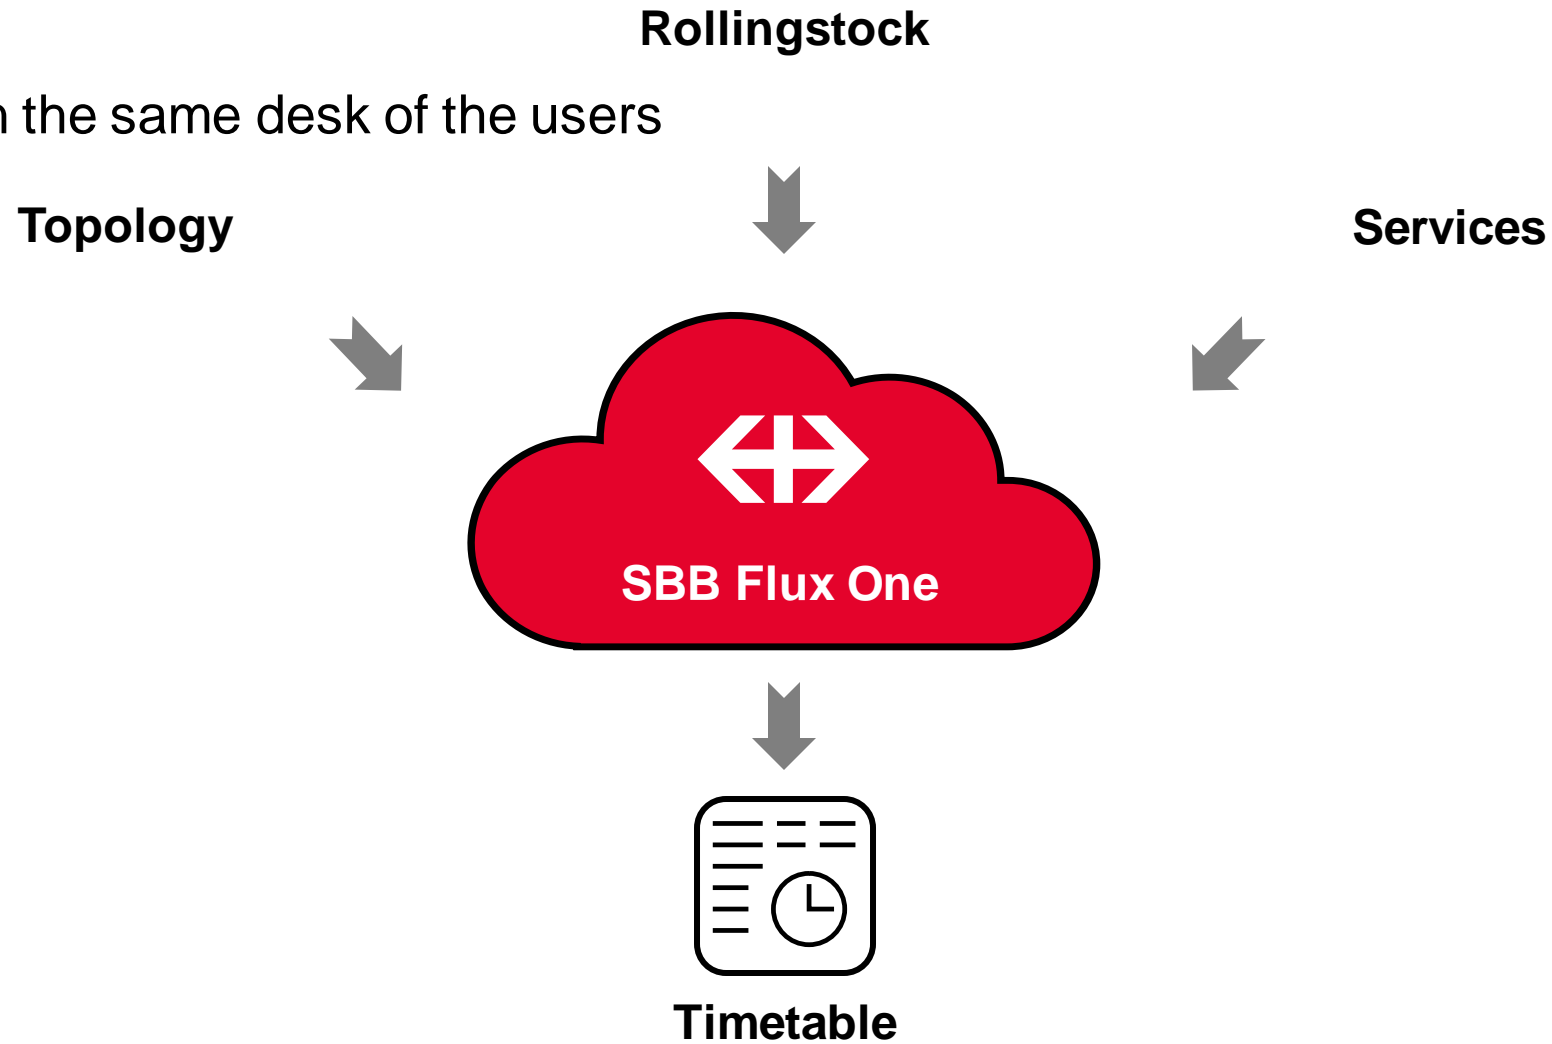 Rollingstock
the same desk of the users
Topology
Services
SBB Flux One
Timetable